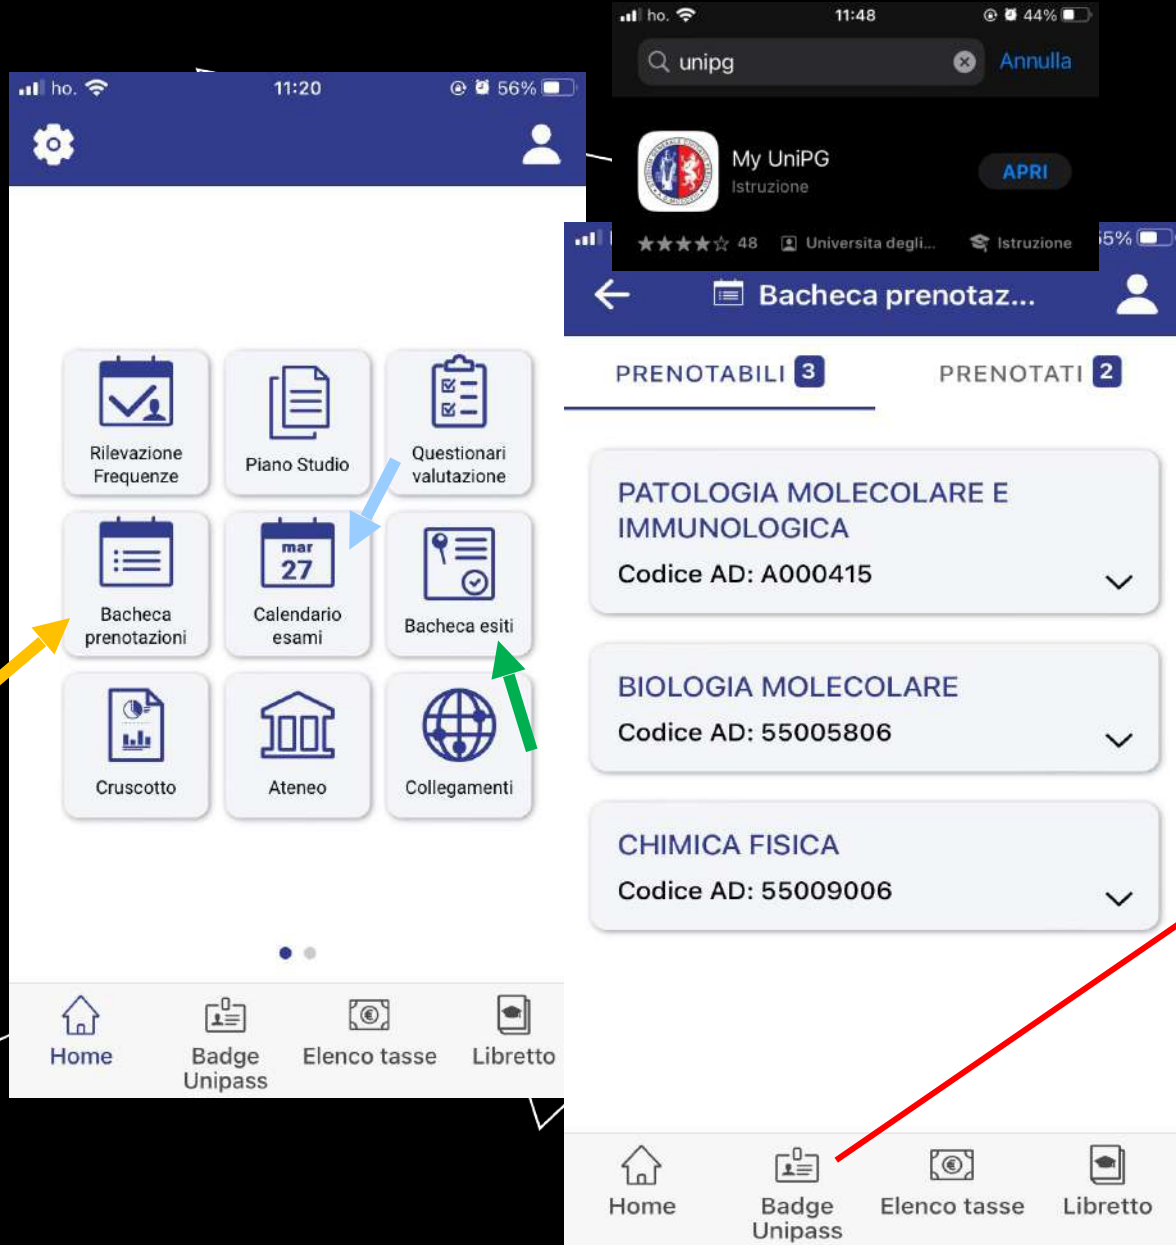 ho. 11:48 44%
unipg Annulla
My UniPG
Istruzione
APRI
48 Universita degli... Istruzione
ho. 11:20 56%
Rilevazione
Frequenze
Piano Studio
Questionari
valutazione
Bacheca
prenotazioni
mar
27
Calendario
esami
Bacheca esiti
Cruscotto
Ateneo
Collegamenti
Home
Badge
Unipass
Elenco tasse
Libretto
5%
Bacheca prenotaz...
PRENOTABILI 3
PRENOTATI 2
PATOLOGIA MOLECOLARE E
IMMUNOLOGICA
Codice AD: A000415
BIOLOGIA MOLECOLARE
Codice AD: 55005806
CHIMICA FISICA
Codice AD: 55009006
Home
Badge
Unipass
Elenco tasse
Libretto